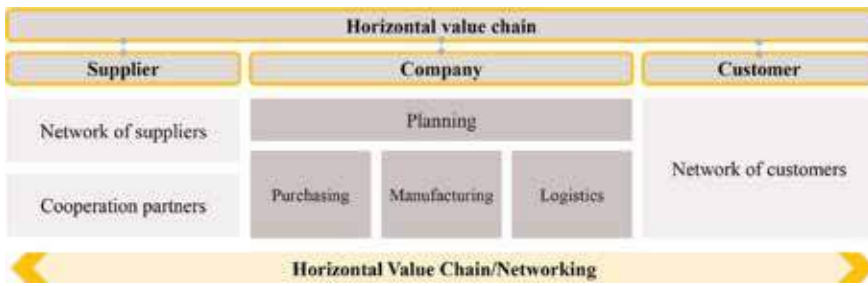 Horizontal value chain
Supplier
Company
Customer
Network of suppliers
Cooperation partners
Planning
Purchasing
Manufacturing
Logistics
Network of customers
Horizontal Value Chain/Networking